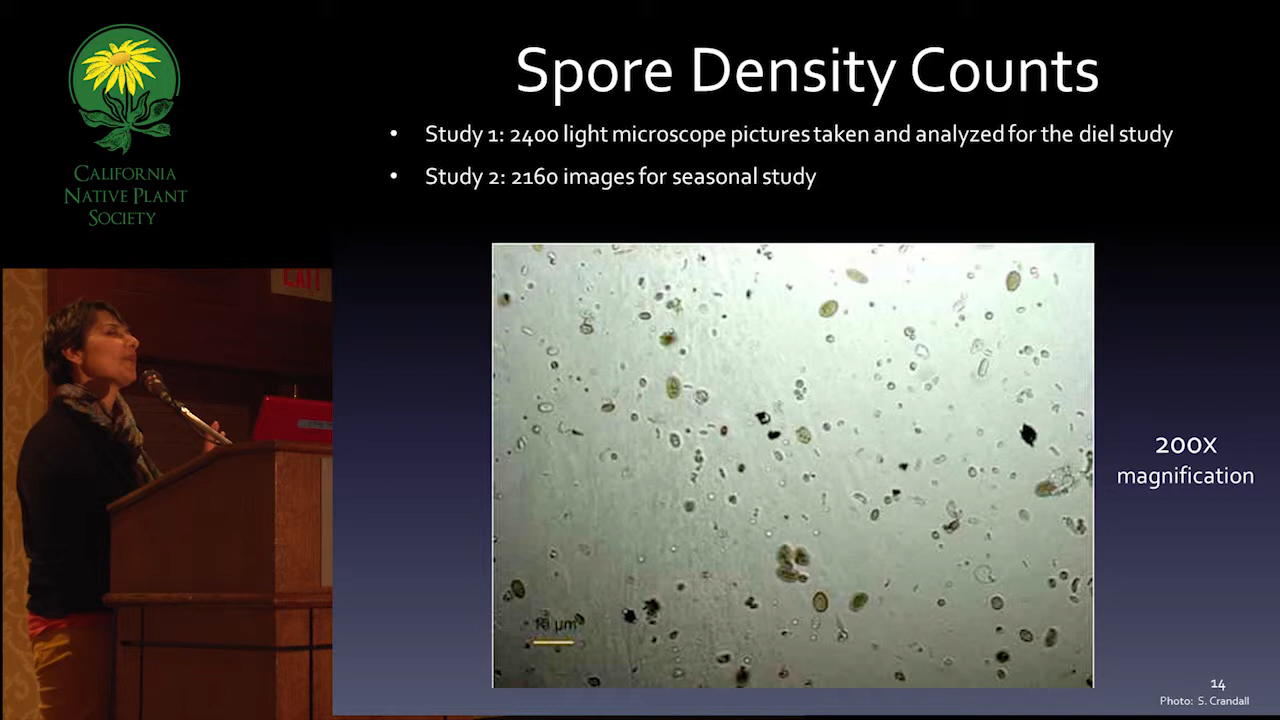 CALIFORNIA
NATIVE PLANT
SOCIETY
Spore Density Counts
• Study 1: 2400 light microscope pictures taken and analyzed for the diel study
• Study 2: 2160 images for seasonal study
EXIT
200X
magnification
14
Photo: S. Crandall